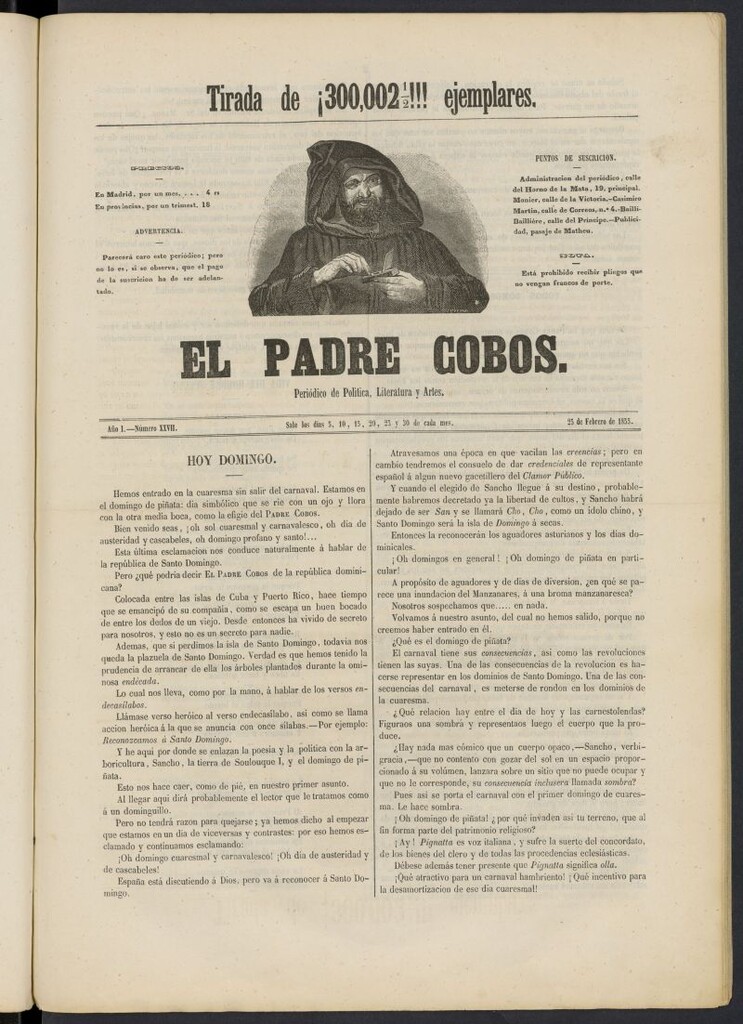 Tirada de ¡300,002½!!! ejemplares.
PRECIOS.
En Madrid, por un mes. . . . 4 rs
En provincias, por un trimest. 18
ADVERTENCIA.
Parecerá caro este periódico; pero
no lo es, si se observa, que el pago
de la suscricion ha de ser adelan-
tado.
PUNTOS DE SUSCRICION.
Administracion del periódico, calle
del Horno de la Mata, 19, principal.
Monier, calle de la Victoria.—Casimiro
Martin, calle de Correos, n.º 4.—Bailli-
Baillière, calle del Príncipe.—Publici-
dad, pasaje de Matheu.
OTRA.
Está prohibido recibir pliegos que
no vengan francos de porte.
EL PADRE COBOS.
Periódico de Política, Literatura y Artes.
Año I.—Número XXVII.
Sale los dias 5, 10, 15, 20, 25 y 30 de cada mes.
25 de Febrero de 1855.
HOY DOMINGO.
Hemos entrado en la cuaresma sin salir del carnaval. Estamos en
el domingo de piñata: dia simbólico que se rie con un ojo y llora
con la otra media boca, como la efigie del PADRE COBOS.
Bien venido seas, ¡oh sol cuaresmal y carnavalesco, oh dia de
austeridad y cascabeles, oh domingo profano y santo!...
Esta última esclamacion nos conduce naturalmente á hablar de
la república de Santo Domingo.
Pero ¿qué podria decir EL PADRE COBOS de la república domini-
cana?
Colocada entre las islas de Cuba y Puerto Rico, hace tiempo
que se emancipó de su compañía, como se escapa un buen bocado
de entre los dedos de un viejo. Desde entonces ha vivido de secreto
para nosotros, y esto no es un secreto para nadie.
Ademas, que si perdimos la isla de Santo Domingo, todavia nos
queda la plazuela de Santo Domingo. Verdad es que hemos tenido la
prudencia de arrancar de ella los árboles plantados durante la omi-
nosa endécada.
Lo cual nos lleva, como por la mano, á hablar de los versos en-
decasílabos.
Llámase verso heróico al verso endecasílabo, asi como se llama
accion heróica á la que se anuncia con once sílabas.—Por ejemplo:
Reconozcamos á Santo Domingo.
Y he aqui por donde se enlazan la poesía y la política con la ar-
boricultura, Sancho, la tierra de Soulouque I, y el domingo de pi-
ñata.
Esto nos hace caer, como de pié, en nuestro primer asunto.
Al llegar aqui dirá probablemente el lector que le tratamos como
á un dominguillo.
Pero no tendrá razon para quejarse; ya hemos dicho al empezar
que estamos en un dia de viceversas y contrastes: por eso hemos es-
clamado y continuamos esclamando:
¡Oh domingo cuaresmal y carnavalesco! ¡Oh dia de austeridad y
de cascabeles!
España está discutiendo á Dios, pero va á reconocer á Santo Do-
mingo.
Atravesamos una época en que vacilan las creencias; pero en
cambio tendremos el consuelo de dar credenciales de representante
español á algun nuevo gacetillero del Clamor Público.
Y cuando el elegido de Sancho llegue á su destino, probable-
mente habremos decretado ya la libertad de cultos, y Sancho habrá
dejado de ser San y se llamará Cho, Cho, como un ídolo chino, y
Santo Domingo será la isla de Domingo á secas.
Entonces la reconocerán los aguadores asturianos y los dias do-
minicales.
¡Oh domingos en general! ¡Oh domingo de piñata en parti-
cular!
A propósito de aguadores y de dias de diversion, ¿en qué se pa-
rece una inundacion del Manzanares, á una broma manzanaresca?
Nosotros sospechamos que..... en nada.
Volvamos á nuestro asunto, del cual no hemos salido, porque no
creemos haber entrado en él.
¿Qué es el domingo de piñata?
El carnaval tiene sus consecuencias, asi como las revoluciones
tienen las suyas. Una de las consecuencias de la revolucion es ha-
cerse representar en los dominios de Santo Domingo. Una de las con-
secuencias del carnaval, es meterse de rondon en los dominios de
la cuaresma.
¿Qué relacion hay entre el dia de hoy y las carnestolendas?
Figuraos una sombra y representaos luego el cuerpo que la pro-
duce.
¿Hay nada mas cómico que un cuerpo opaco,—Sancho, verbi-
gracia,—que no contento con gozar del sol en un espacio proporcio-
onado á su volúmen, lanzara sobre un sitio que no puede ocupar y
que no le corresponde, su consecuencia inclusera llamada sombra?
Pues asi se porta el carnaval con el primer domingo de cuares-
ma. Le hace sombra.
¡Oh domingo de piñata! ¿por qué invaden asi tu terreno, que al
fin forma parte del patrimonio religioso?
¡Ay! Pignatta es voz italiana, y sufre la suerte del concordato,
de los bienes del clero y de todas las procedencias eclesiásticas.
Débese ademas tener presente que Pignatta significa olla.
¡Qué atractivo para un carnaval hambriento! ¡Qué incentivo para
la desamortizacion de ese dia cuaresmal!